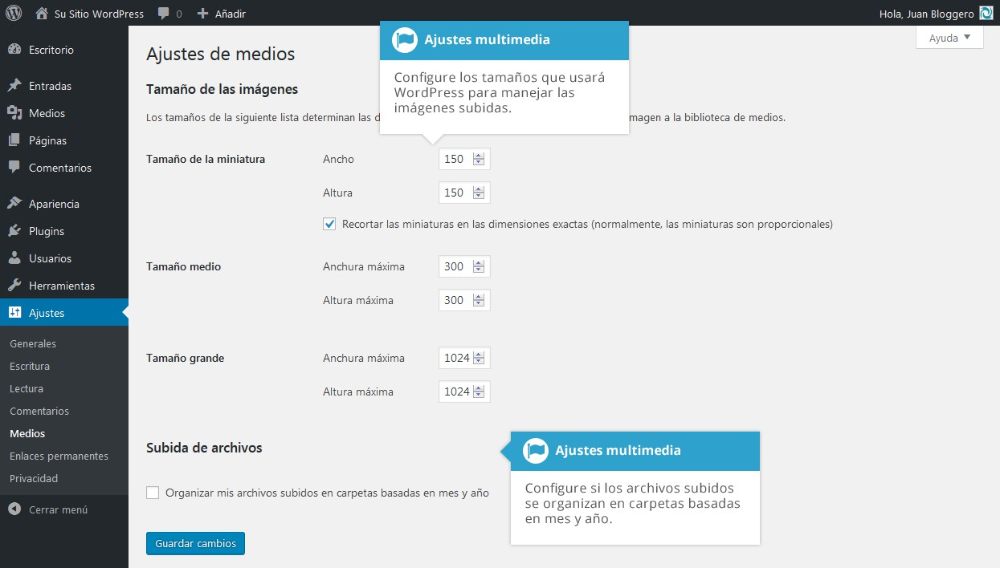 Su Sitio WordPress 0 Añadir Hola, Juan Bloggero
Ayuda
Escritorio
Entradas
Medios
Páginas
Comentarios
Apariencia
Plugins
Usuarios
Herramientas
Ajustes
Generales
Escritura
Lectura
Comentarios
Medios
Enlaces permanentes
Privacidad
Cerrar menú
Ajustes de medios
Ajustes multimedia
Configure los tamaños que usará
WordPress para manejar las
imágenes subidas.
Tamaño de las imágenes
Los tamaños de la siguiente lista determinan las imagen a la biblioteca de medios.
Tamaño de la miniatura Ancho 150
Altura 150
Recortar las miniaturas en las dimensiones exactas (normalmente, las miniaturas son proporcionales)
Tamaño medio Anchura máxima 300
Altura máxima 300
Tamaño grande Anchura máxima 1024
Altura máxima 1024
Subida de archivos
Ajustes multimedia
Configure si los archivos subidos
se organizan en carpetas basadas
en mes y año.
Organizar mis archivos subidos en carpetas basadas en mes y año
Guardar cambios